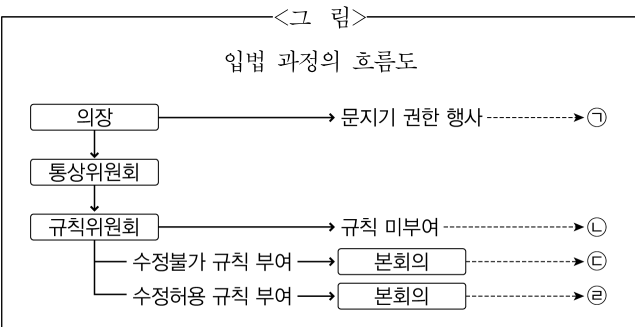 <그 림>
입법 과정의 흐름도
의장 문지기 권한 행사 ㉠
통상위원회
규칙위원회 규칙 미부여 ㉡
수정불가 규칙 부여 본회의 ㉢
수정허용 규칙 부여 본회의 ㉣